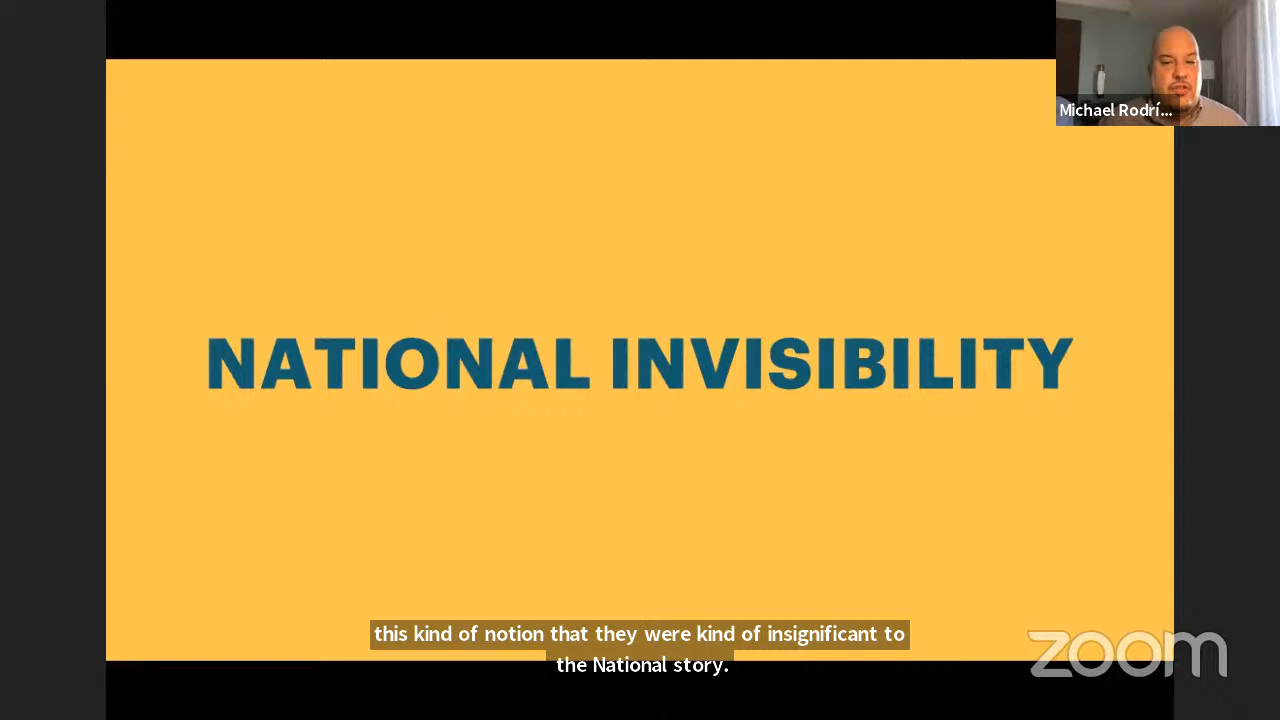 Michael Rodrí...
NATIONAL INVISIBILITY
this kind of notion that they were kind of insignificant to
the National story.
zoom